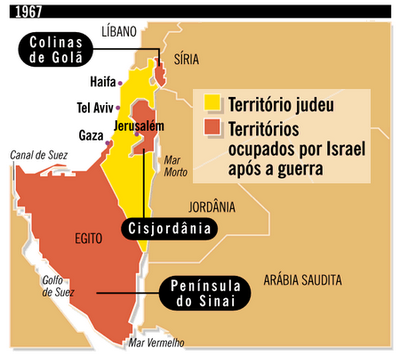 1967
LÍBANO
Colinas
de Golã
SÍRIA
Haifa
Tel Aviv
Jerusalém
Gaza
Território judeu
Territórios
ocupados por Israel
após a guerra
Canal de Suez
Mar
Morto
JORDÂNIA
Cisjordânia
EGITO
Golfo
de Suez
Península
do Sinai
ARÁBIA SAUDITA
Mar Vermelho